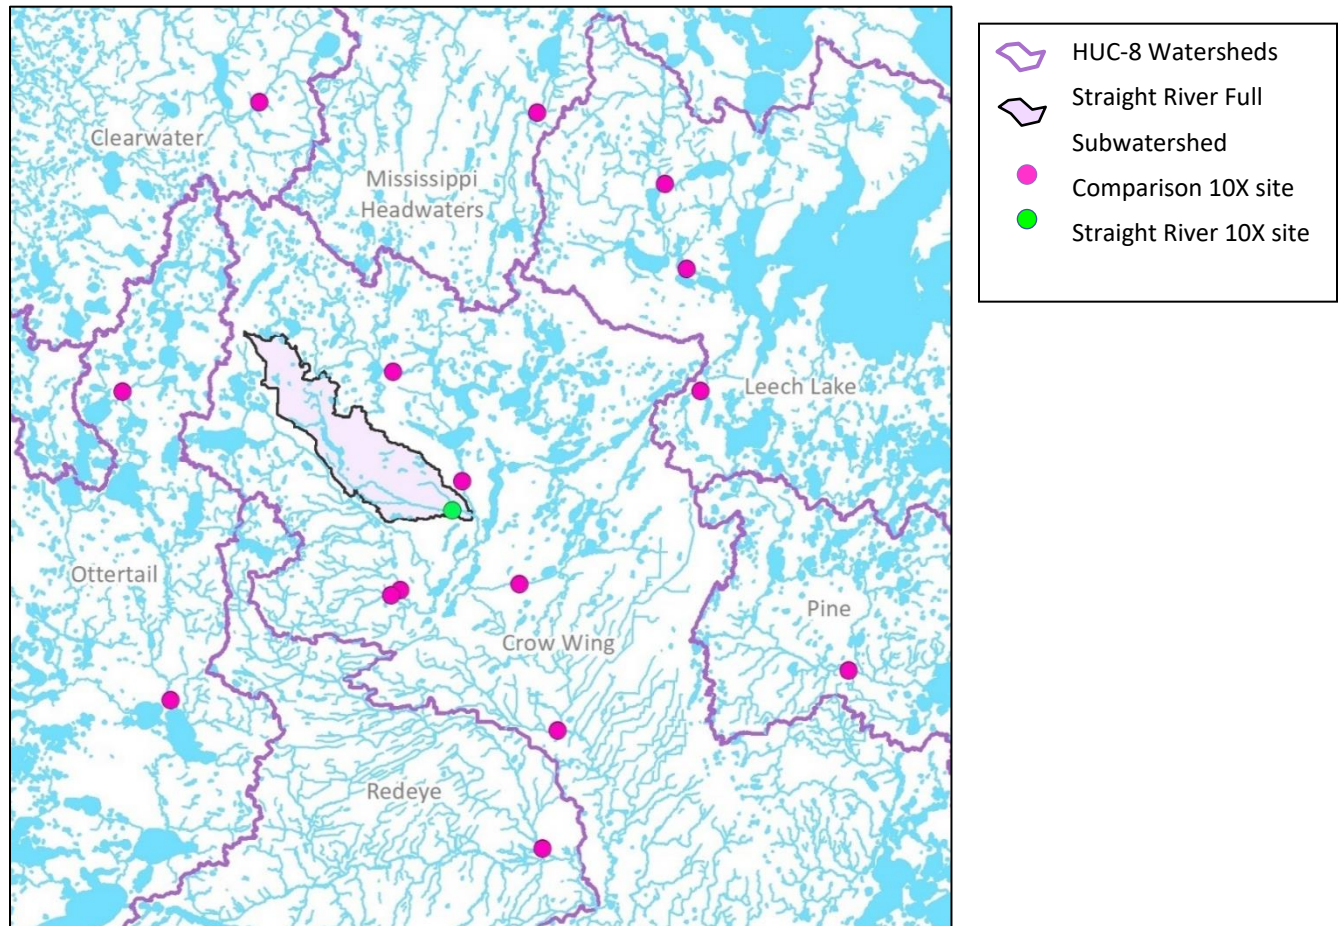 Clearwater
Mississippi
Headwaters
Leech Lake
Ottertail
Crow Wing
Pine
Redeye
HUC-8 Watersheds
Straight River Full
Subwatershed
Comparison 10X site
Straight River 10X site